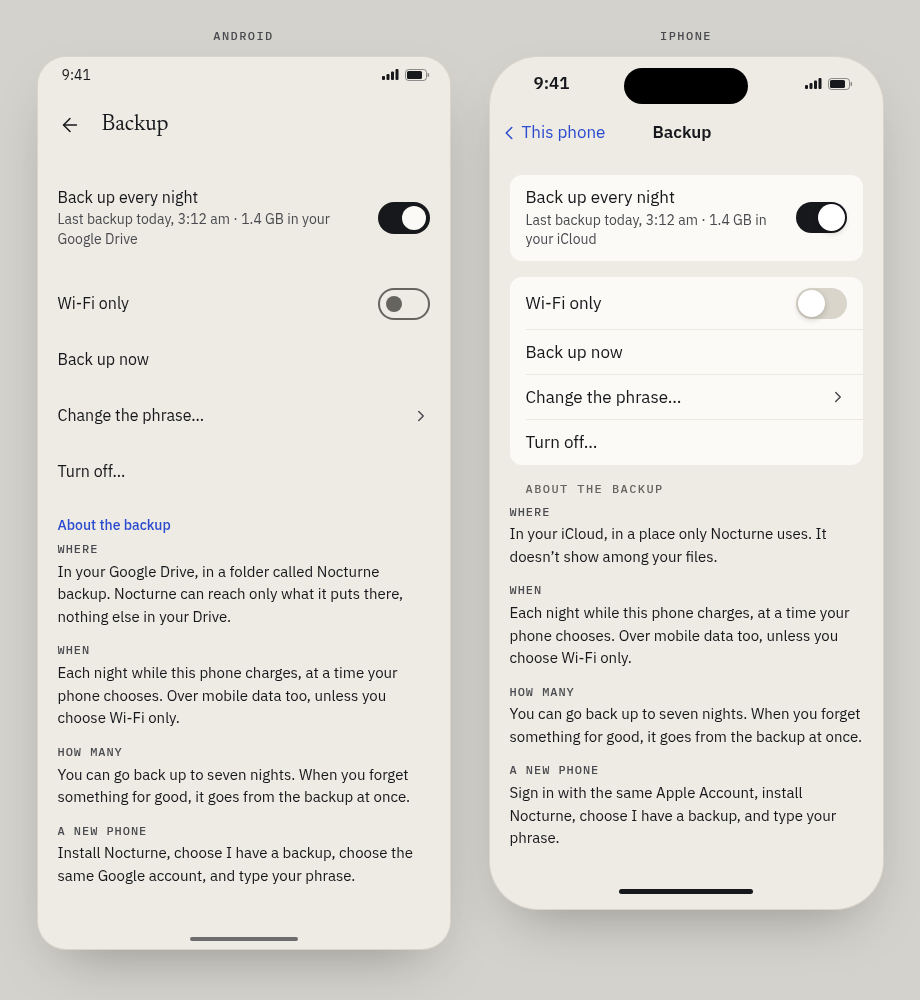 ANDROID
9:41
Backup
Back up every night
Last backup today, 3:12 am · 1.4 GB in your
Google Drive
Wi-Fi only
Back up now
Change the phrase…
Turn off…
About the backup
WHERE
In your Google Drive, in a folder called Nocturne
backup. Nocturne can reach only what it puts there,
nothing else in your Drive.
WHEN
Each night while this phone charges, at a time your
phone chooses. Over mobile data too, unless you
choose Wi-Fi only.
HOW MANY
You can go back up to seven nights. When you forget
something for good, it goes from the backup at once.
A NEW PHONE
Install Nocturne, choose I have a backup, choose the
same Google account, and type your phrase.
IPHONE
9:41
This phone
Backup
Back up every night
Last backup today, 3:12 am · 1.4 GB in
your iCloud
Wi-Fi only
Back up now
Change the phrase…
Turn off…
ABOUT THE BACKUP
WHERE
In your iCloud, in a place only Nocturne uses. It
doesn’t show among your files.
WHEN
Each night while this phone charges, at a time your
phone chooses. Over mobile data too, unless you
choose Wi-Fi only.
HOW MANY
You can go back up to seven nights. When you forget
something for good, it goes from the backup at once.
A NEW PHONE
Sign in with the same Apple Account, install
Nocturne, choose I have a backup, and type your
phrase.